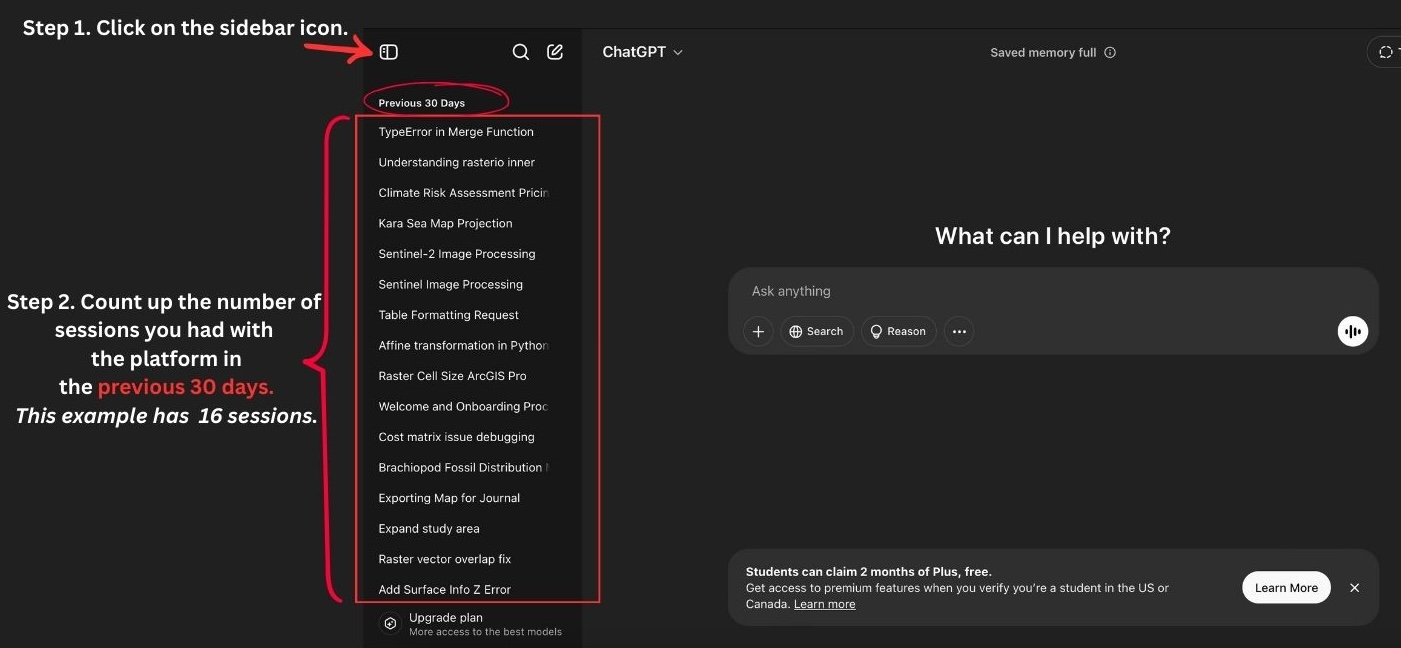 Step 1. Click on the sidebar icon.
ChatGPT
Saved memory full
Previous 30 Days
TypeError in Merge Function
Understanding rasterio inner
Climate Risk Assessment Pricin
Kara Sea Map Projection
Sentinel-2 Image Processing
Sentinel Image Processing
Table Formatting Request
Affine transformation in Python
Raster Cell Size ArcGIS Pro
Welcome and Onboarding Proc
Cost matrix issue debugging
Brachiopod Fossil Distribution
Exporting Map for Journal
Expand study area
Raster vector overlap fix
Add Surface Info Z Error
Upgrade plan
More access to the best models
Step 2. Count up the number of
sessions you had with
the platform in
the previous 30 days.
This example has 16 sessions.
What can I help with?
Ask anything
Search
Reason
Students can claim 2 months of Plus, free.
Get access to premium features when you verify you're a student in the US or
Canada. Learn more
Learn More